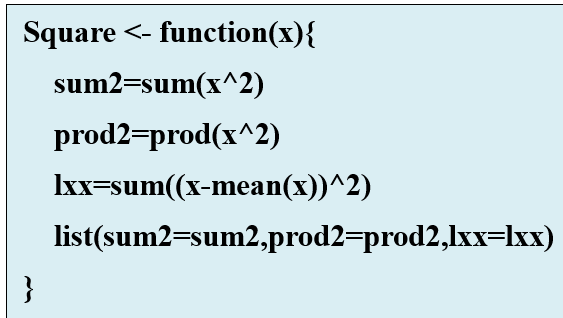 Square <- function(x){
sum2=sum(x^2)
prod2=prod(x^2)
lxx=sum((x-mean(x))^2)
list(sum2=sum2,prod2=prod2,lxx=lxx)
}